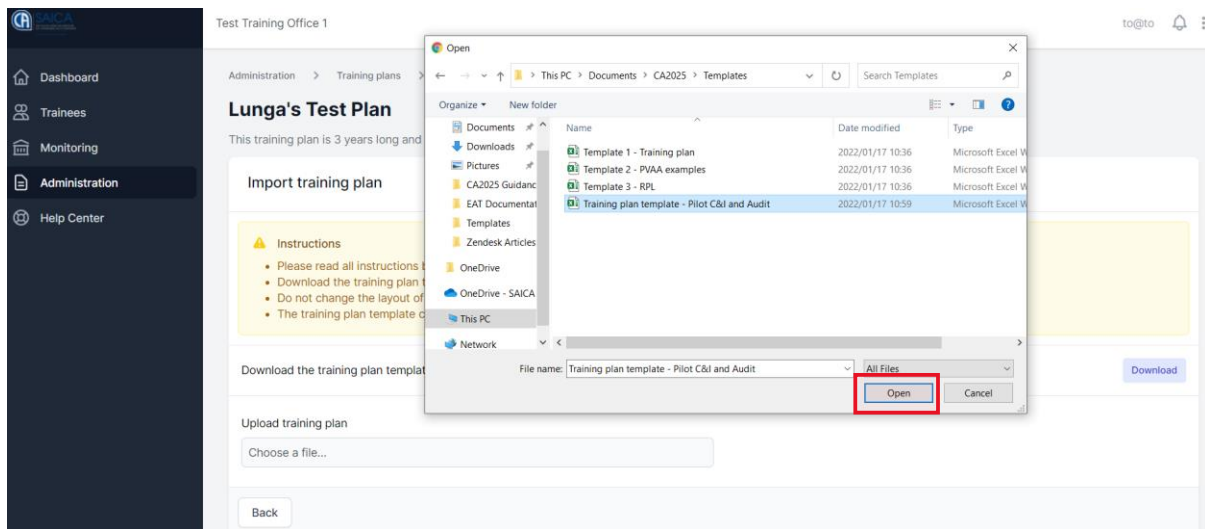 SAICA
Test Training Office 1
to@to
Dashboard
Trainees
Monitoring
Administration
Help Center
Administration > Training plans >
Lunga's Test Plan
This training plan is 3 years long and
Import training plan
Instructions
Please read all instructions
Download the training plan
Do not change the layout of
The training plan template
Download the training plan templat
Download
Upload training plan
Choose a file...
Back
Open
This PC > Documents > CA2025 > Templates
Search Templates
Organize
New folder
Documents
Downloads
Pictures
CA2025 Guidanc
EAT Documentat
Templates
Zendesk Articles
OneDrive
OneDrive - SAICA
This PC
Network
Name Date modified Type
Template 1 - Training plan 2022/01/17 10:36 Microsoft Excel W
Template 2 - PVAA examples 2022/01/17 10:36 Microsoft Excel W
Template 3 - RPL 2022/01/17 10:36 Microsoft Excel W
Training plan template - Pilot C&I and Audit 2022/01/17 10:59 Microsoft Excel W
File name: Training plan template - Pilot C&I and Audit
All Files
Open
Cancel